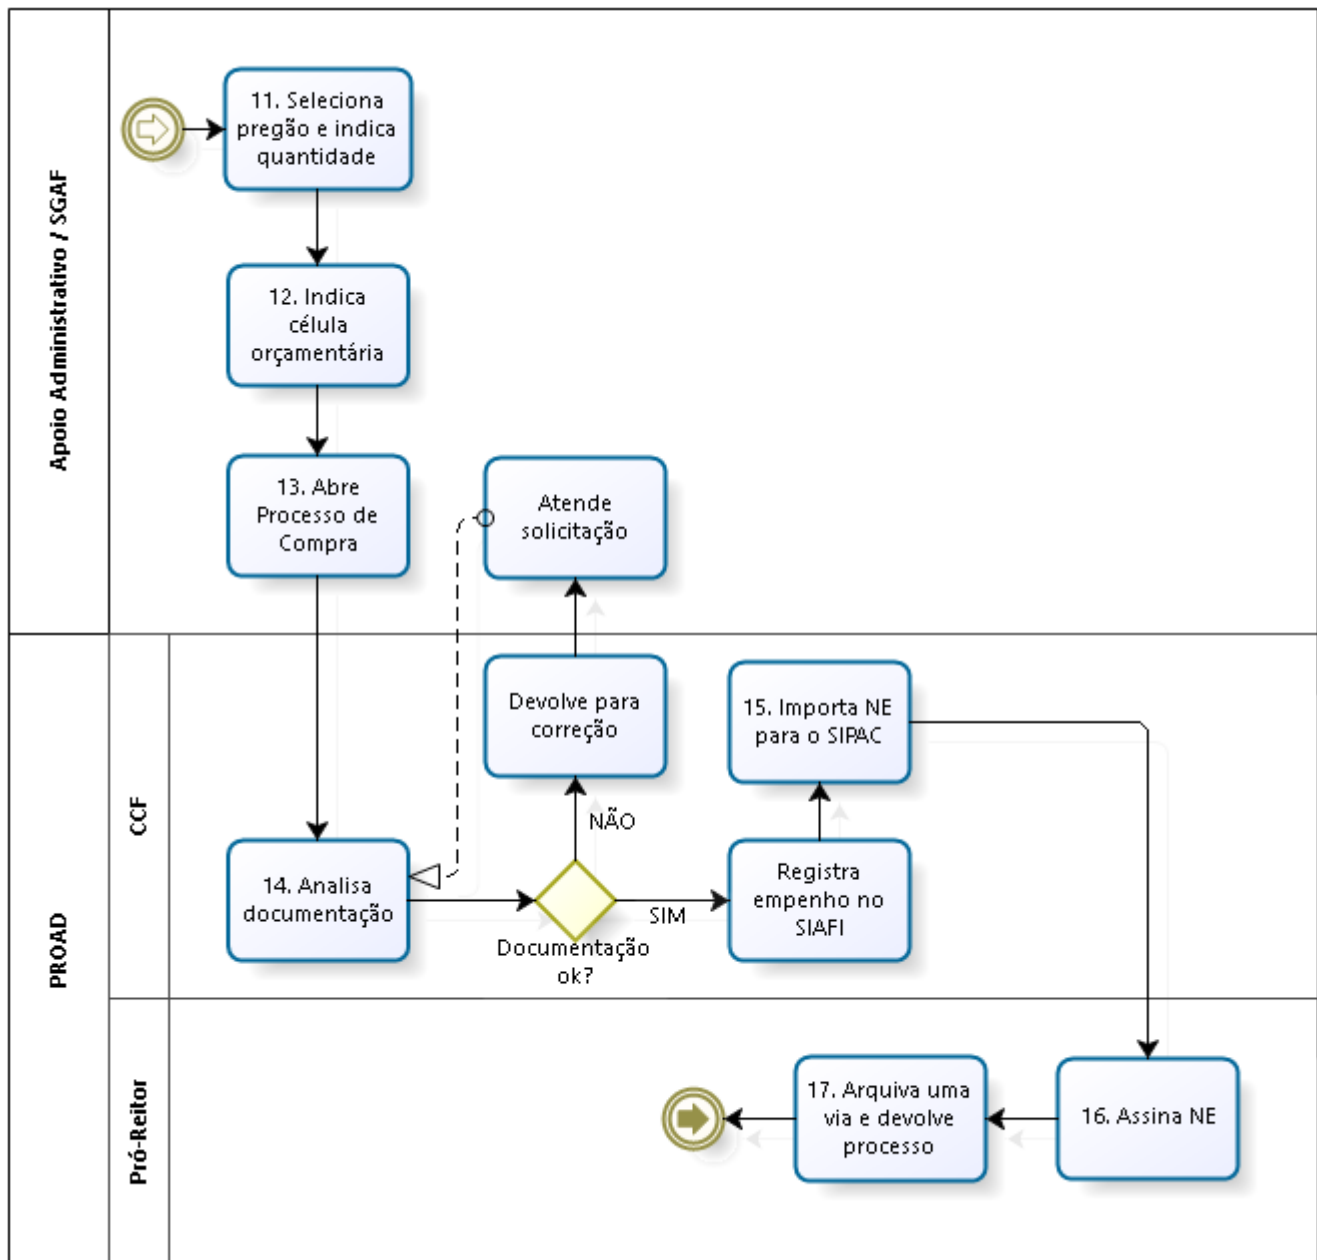 Apoio Administrativo / SGAF
11. Seleciona
pregão e indica
quantidade
12. Indica
célula
orçamentária
13. Abre
Processo de
Compra
Atende
solicitação
PROAD
CCF
Devolve para
correção
15. Importa NE
para o SIPAC
NÃO
14. Analisa
documentação
SIM
Documentação
ok?
Registra
empenho no
SIAFI
Pró-Reitor
17. Arquiva uma
via e devolve
processo
16. Assina NE